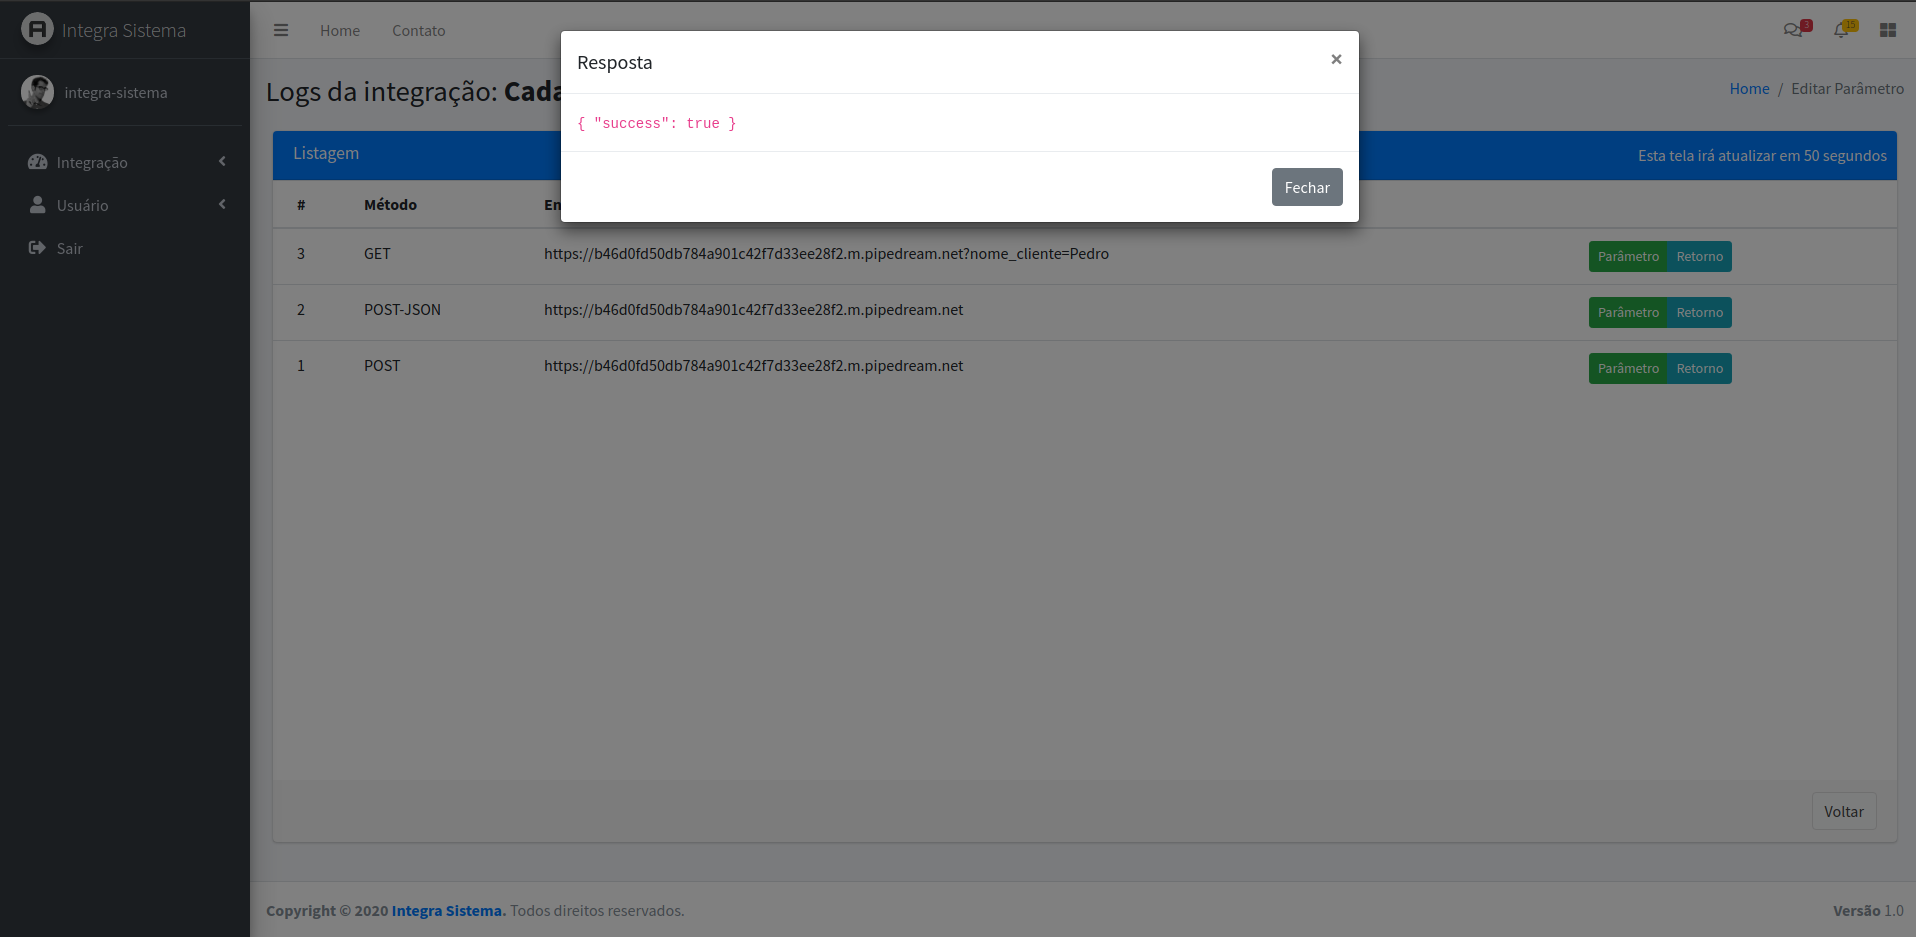 Integra Sistema
Home
Contato
3
15
integra-sistema
Integração
Usuário
Sair
Logs da integração: Cada
Home / Editar Parâmetro
Resposta
×
{ "success": true }
Fechar
Listagem
Esta tela irá atualizar em 50 segundos
# Método En
3 GET https://b46d0fd50db784a901c42f7d33ee28f2.m.pipedream.net?nome_cliente=Pedro Parâmetro Retorno
2 POST-JSON https://b46d0fd50db784a901c42f7d33ee28f2.m.pipedream.net Parâmetro Retorno
1 POST https://b46d0fd50db784a901c42f7d33ee28f2.m.pipedream.net Parâmetro Retorno
Voltar
Copyright © 2020 Integra Sistema. Todos direitos reservados.
Versão 1.0